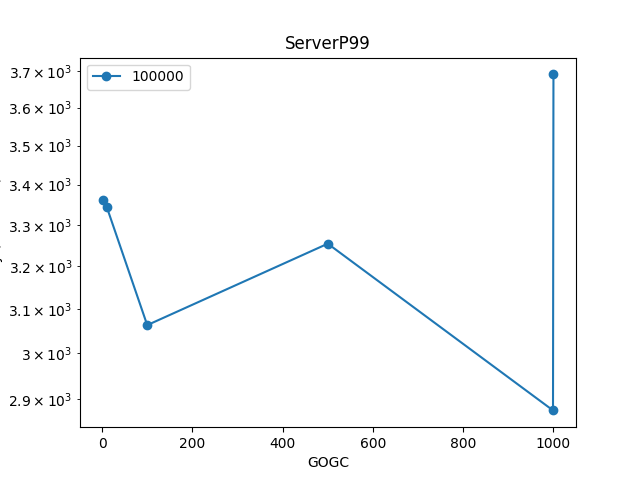 ServerP99
100000
3.7 × 10³
3.6 × 10³
3.5 × 10³
3.4 × 10³
3.3 × 10³
3.2 × 10³
3.1 × 10³
3 × 10³
2.9 × 10³
0 200 400 600 800 1000
GOGC